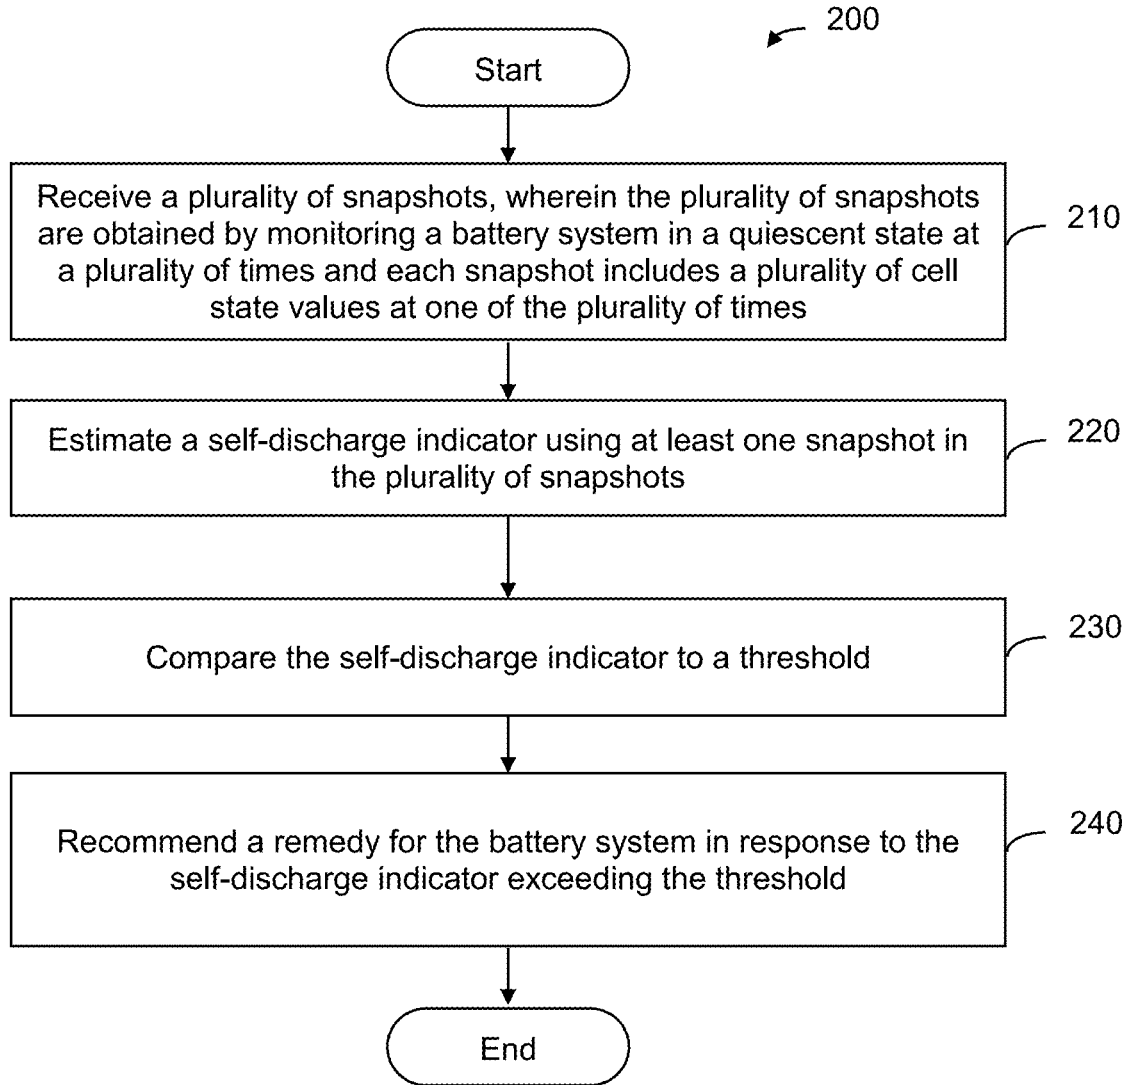 200
Start
Receive a plurality of snapshots, wherein the plurality of snapshots
are obtained by monitoring a battery system in a quiescent state at
a plurality of times and each snapshot includes a plurality of cell
state values at one of the plurality of times
210
Estimate a self-discharge indicator using at least one snapshot in
the plurality of snapshots
220
Compare the self-discharge indicator to a threshold
230
Recommend a remedy for the battery system in response to the
self-discharge indicator exceeding the threshold
240
End